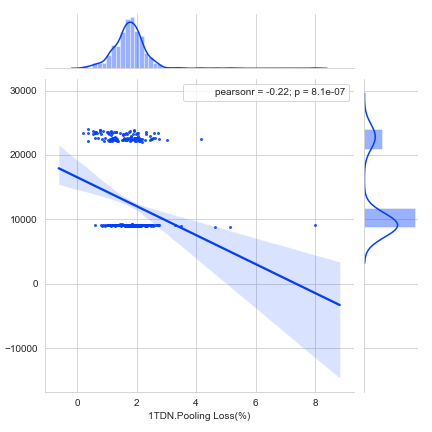 pearsonr = -0.22; p = 8.1e-07
30000
20000
10000
0
−10000
0 2 4 6 8
1TDN.Pooling Loss(%)